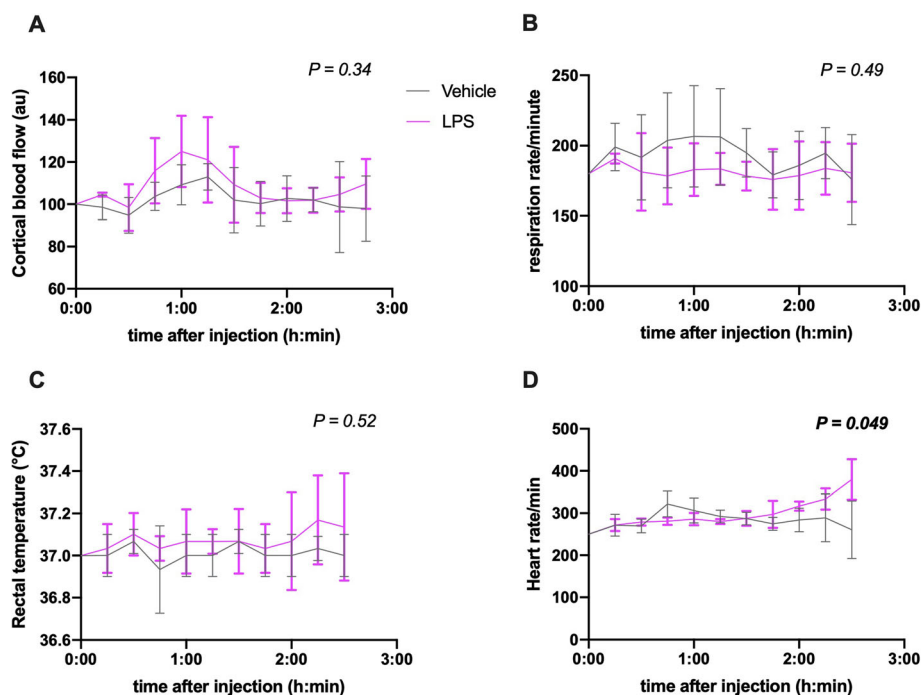 A
P = 0.34
Cortical blood flow (au)
160
140
120
100
80
60
0:00 1:00 2:00 3:00
time after injection (h:min)
Vehicle
LPS
B
P = 0.49
respiration rate/minute
250
200
150
100
0:00 1:00 2:00 3:00
time after injection (h:min)
C
P = 0.52
Rectal temperature (°C)
37.6
37.4
37.2
37.0
36.8
36.6
0:00 1:00 2:00 3:00
time after injection (h:min)
D
P = 0.049
Heart rate/min
500
400
300
200
100
0
0:00 1:00 2:00 3:00
time after injection (h:min)